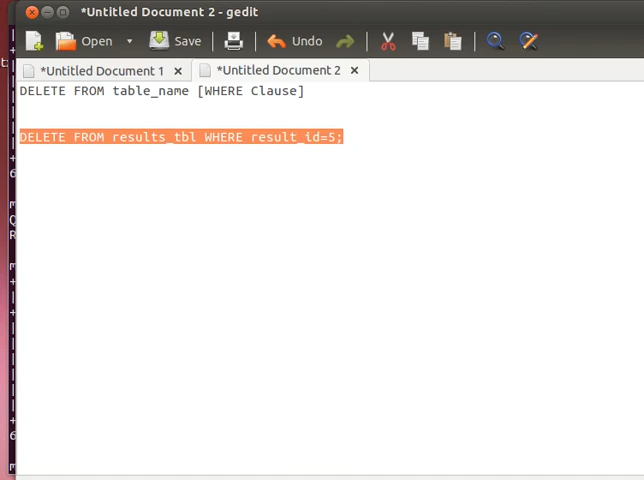 *Untitled Document 2 - gedit
Open Save Undo
*Untitled Document 1 *Untitled Document 2
DELETE FROM table_name [WHERE Clause]
DELETE FROM results_tbl WHERE result_id=5;